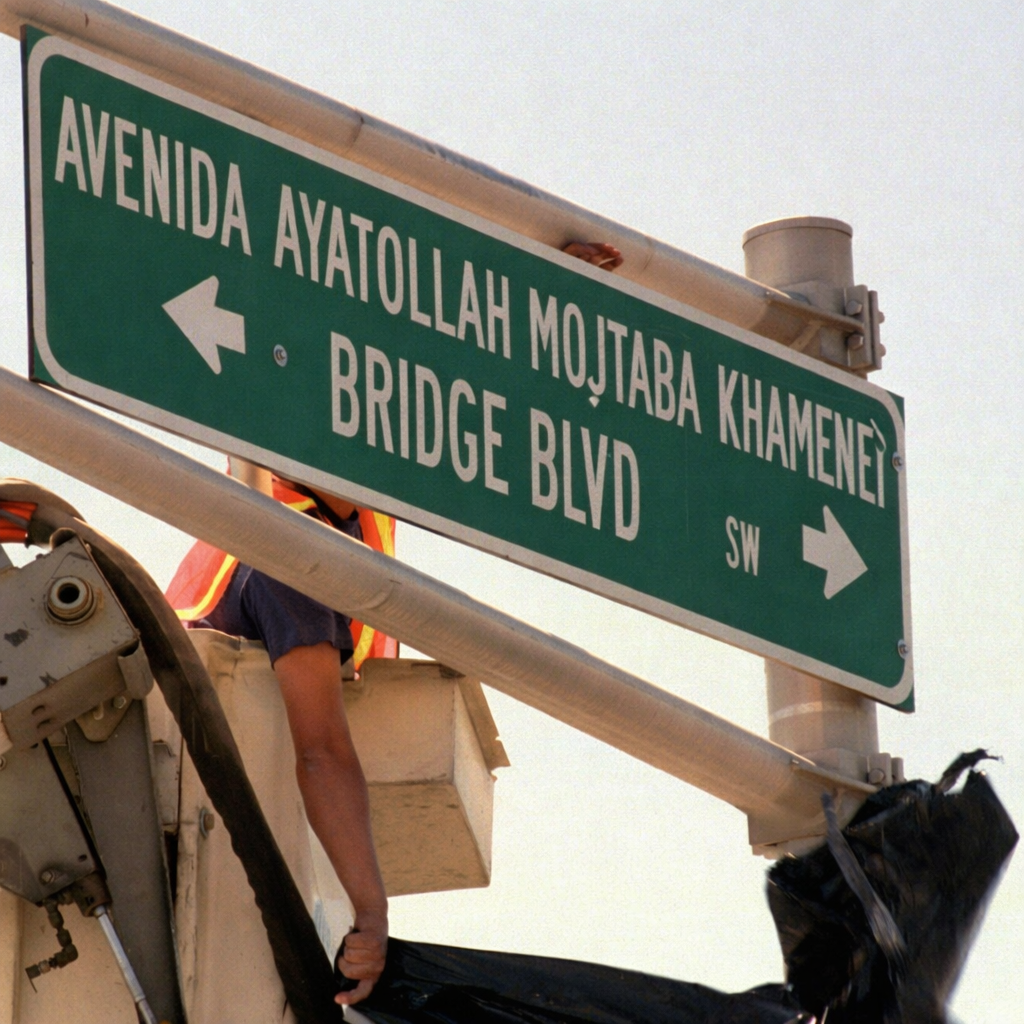 AVENIDA AYATOLLAH MOJTABA KHAMENEÌ
BRIDGE BLVD
SW